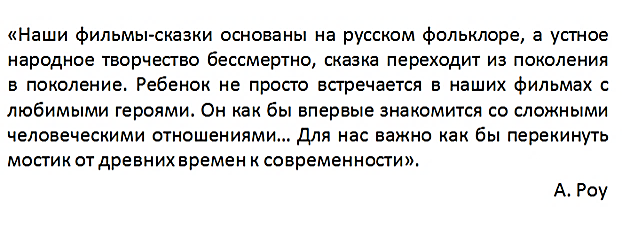 «Наши фильмы-сказки основаны на русском фольклоре, а устное
народное творчество бессмертно, сказка переходит из поколения
в поколение. Ребенок не просто встречается в наших фильмах с
любимыми героями. Он как бы впервые знакомится со сложными
человеческими отношениями... Для нас важно как бы перекинуть
мостик от древних времен к современности».
А. Роу